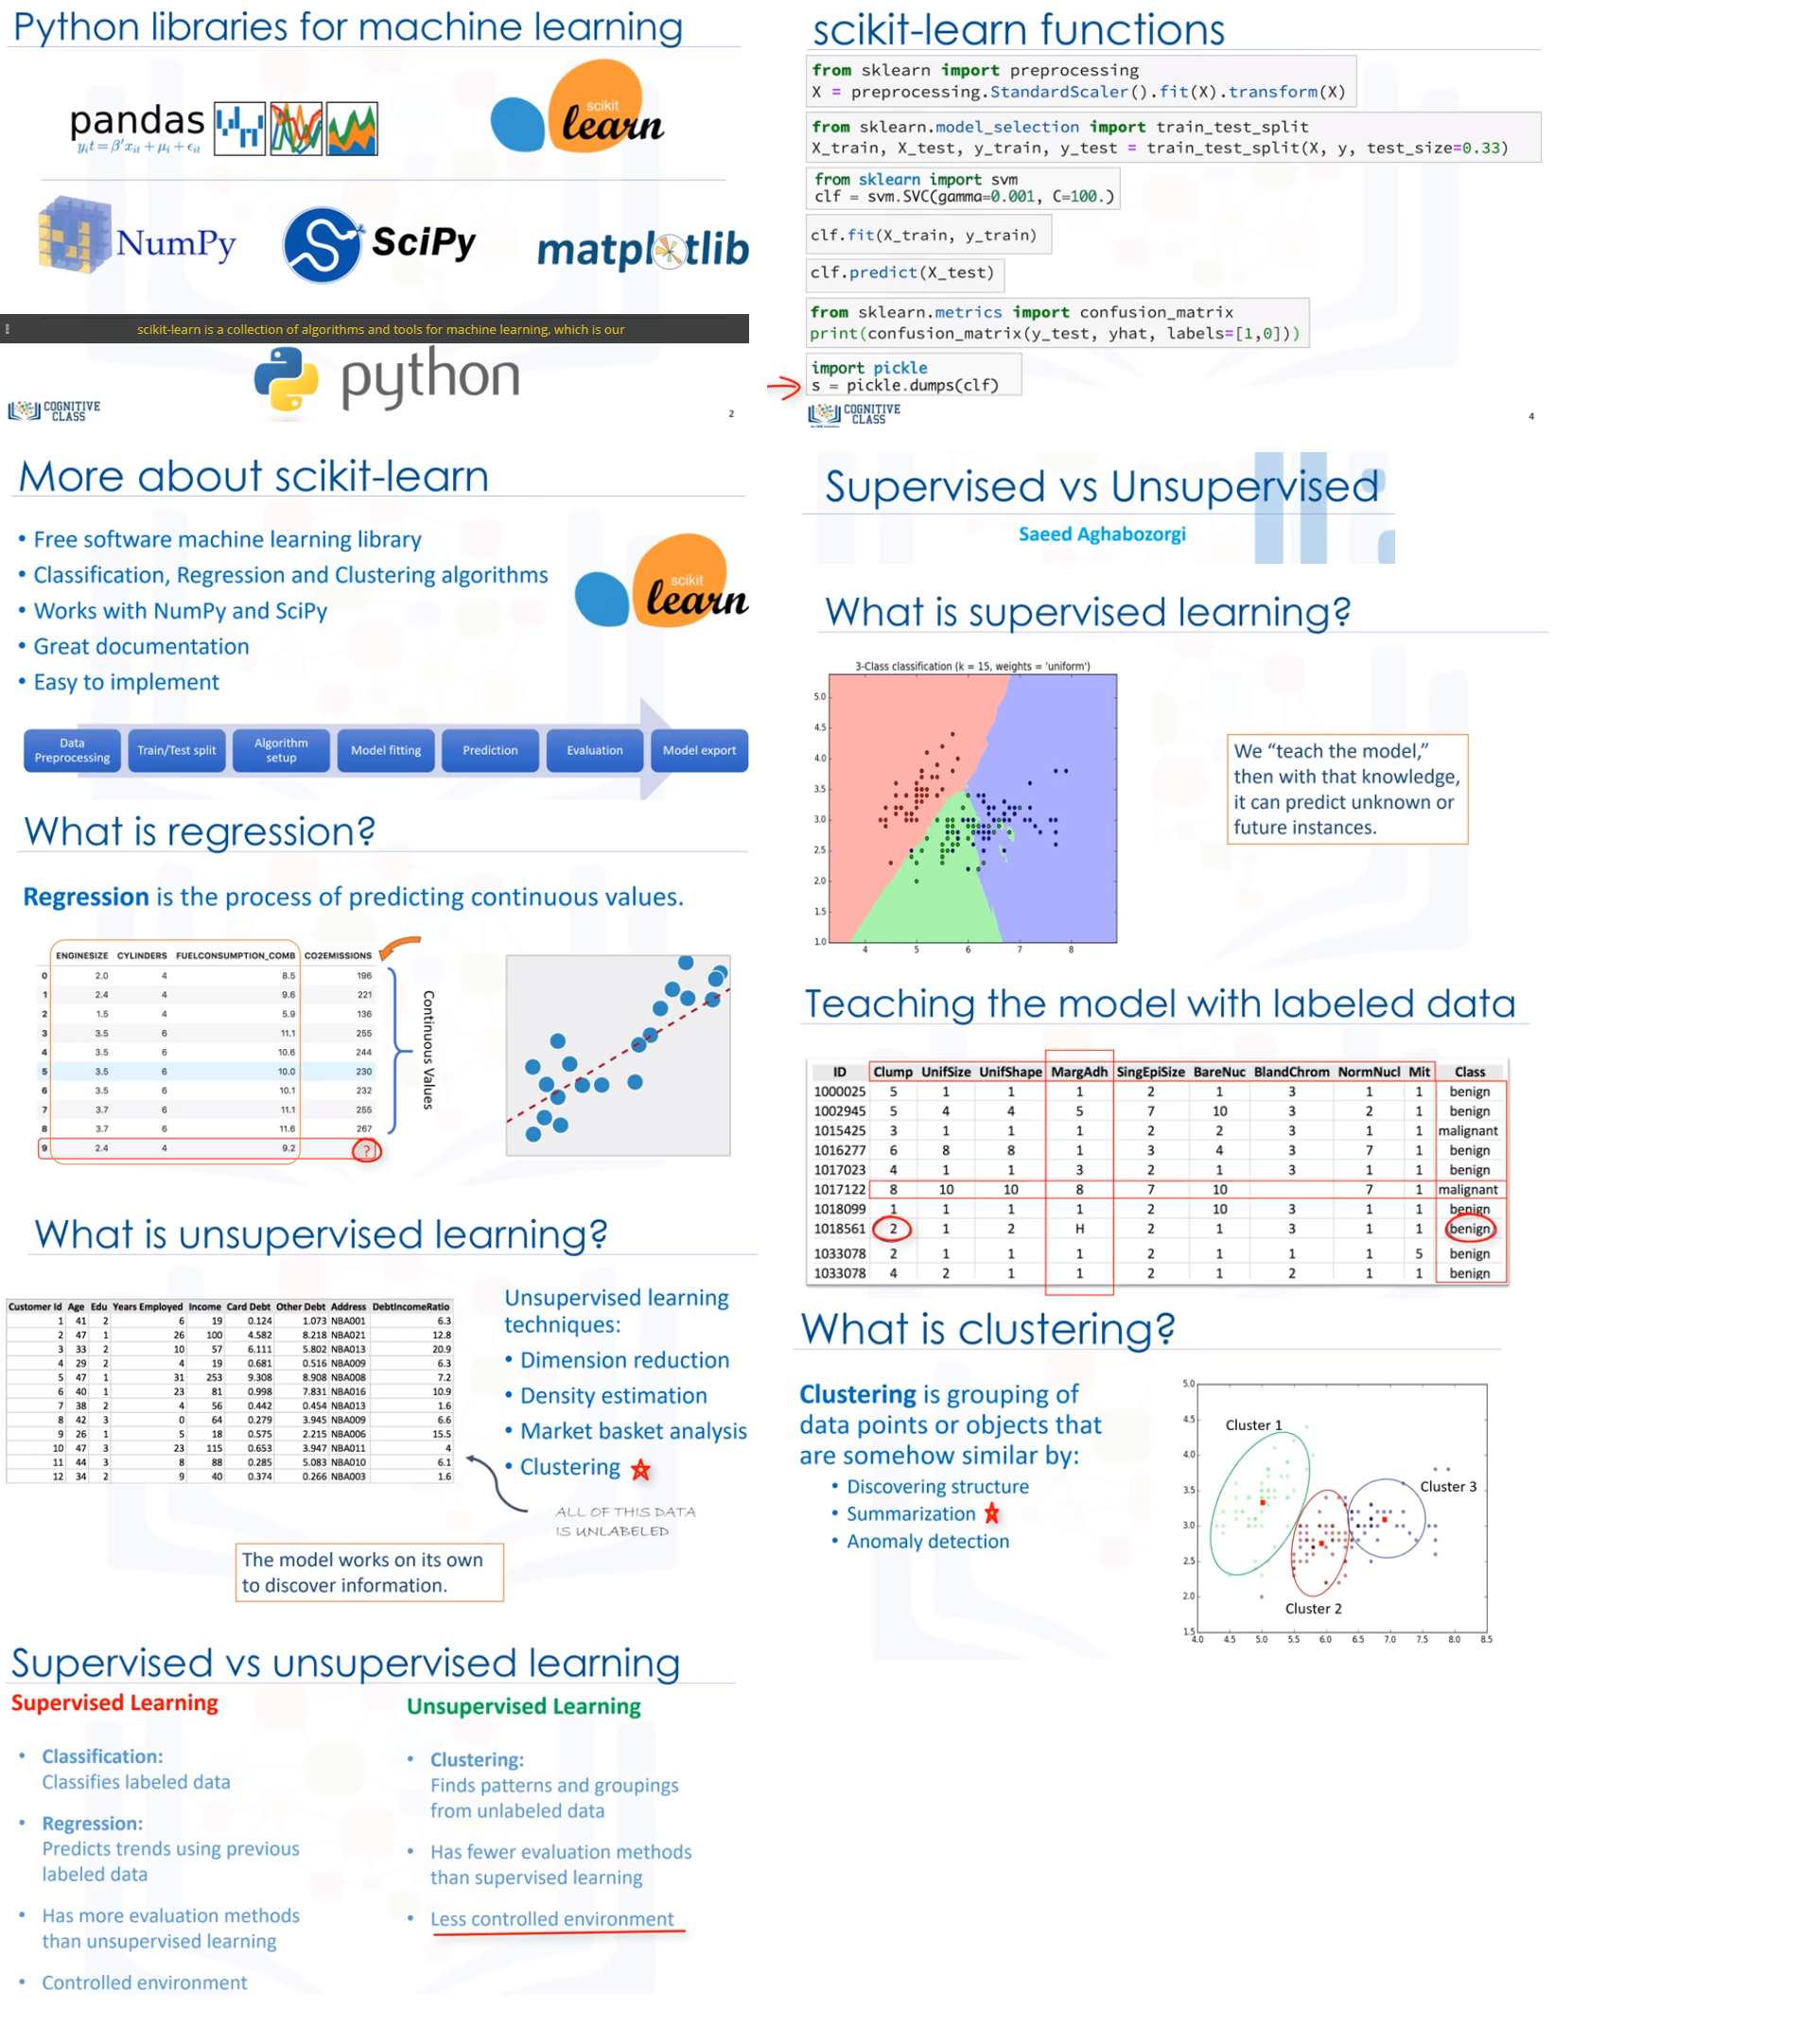 Python libraries for machine learning
pandas
y_it = β'x_it + μ_i + ε_it
scikit
learn
NumPy
SciPy
matplotlib
scikit-learn is a collection of algorithms and tools for machine learning, which is our
python
COGNITIVE
CLASS
2
scikit-learn functions
from sklearn import preprocessing
X = preprocessing.StandardScaler().fit(X).transform(X)
from sklearn.model_selection import train_test_split
X_train, X_test, y_train, y_test = train_test_split(X, y, test_size=0.33)
from sklearn import svm
clf = svm.SVC(gamma=0.001, C=100.)
clf.fit(X_train, y_train)
clf.predict(X_test)
from sklearn.metrics import confusion_matrix
print(confusion_matrix(y_test, yhat, labels=[1,0]))
import pickle
s = pickle.dumps(clf)
COGNITIVE
CLASS
4
More about scikit-learn
• Free software machine learning library
• Classification, Regression and Clustering algorithms
• Works with NumPy and SciPy
• Great documentation
• Easy to implement
scikit
learn
Data Preprocessing
Train/Test split
Algorithm setup
Model fitting
Prediction
Evaluation
Model export
Supervised vs Unsupervised
Saeed Aghabozorgi
What is supervised learning?
3-Class classification (k = 15, weights = 'uniform')
5.0
4.5
4.0
3.5
3.0
2.5
2.0
1.5
1.0
4 5 6 7 8
We “teach the model,”
then with that knowledge,
it can predict unknown or
future instances.
What is regression?
Regression is the process of predicting continuous values.
ENGINESIZE CYLINDERS FUELCONSUMPTION_COMB CO2EMISSIONS
0 2.0 4 8.5 196
1 2.4 4 9.6 221
2 1.5 4 5.9 136
3 3.5 6 11.1 255
4 3.5 6 10.6 244
5 3.5 6 10.0 230
6 3.5 6 10.1 232
7 3.7 6 11.1 255
8 3.7 6 11.6 267
9 2.4 4 9.2 ?
Continuous Values
Teaching the model with labeled data
ID Clump UnifSize UnifShape MargAdh SingEpiSize BareNuc BlandChrom NormNucl Mit Class
1000025 5 1 1 1 2 1 3 1 1 benign
1002945 5 4 4 5 7 10 3 2 1 benign
1015425 3 1 1 1 2 2 3 1 1 malignant
1016277 6 8 8 1 3 4 3 7 1 benign
1017023 4 1 1 3 2 1 3 1 1 benign
1017122 8 10 10 8 7 10 7 1 malignant
1018099 1 1 1 1 2 10 3 1 1 benign
1018561 2 1 2 H 2 1 3 1 1 benign
1033078 2 1 1 1 2 1 1 1 5 benign
1033078 4 2 1 1 2 1 2 1 1 benign
What is unsupervised learning?
Customer Id Age Edu Years Employed Income Card Debt Other Debt Address DebtIncomeRatio
1 41 2 6 19 0.124 1.073 NBA001 6.3
2 47 1 26 100 4.582 8.218 NBA021 12.8
3 33 2 10 57 6.111 5.802 NBA013 20.9
4 29 2 4 19 0.681 0.516 NBA009 6.3
5 47 1 31 253 9.308 8.908 NBA008 7.2
6 40 1 23 81 0.998 7.831 NBA016 10.9
7 38 2 4 56 0.442 0.454 NBA013 1.6
8 42 3 0 64 0.279 3.945 NBA009 6.6
9 26 1 5 18 0.575 2.215 NBA006 15.5
10 47 3 23 115 0.653 3.947 NBA011 4
11 44 3 8 88 0.285 5.083 NBA010 6.1
12 34 2 9 40 0.374 0.266 NBA003 1.6
Unsupervised learning
techniques:
• Dimension reduction
• Density estimation
• Market basket analysis
• Clustering
ALL OF THIS DATA
IS UNLABELED
The model works on its own
to discover information.
What is clustering?
Clustering is grouping of
data points or objects that
are somehow similar by:
• Discovering structure
• Summarization
• Anomaly detection
5.0
4.5
4.0
3.5
3.0
2.5
2.0
1.5
4.0 4.5 5.0 5.5 6.0 6.5 7.0 7.5 8.0 8.5
Cluster 1
Cluster 3
Cluster 2
Supervised vs unsupervised learning
Supervised Learning
• Classification:
Classifies labeled data
• Regression:
Predicts trends using previous
labeled data
• Has more evaluation methods
than unsupervised learning
• Controlled environment
Unsupervised Learning
• Clustering:
Finds patterns and groupings
from unlabeled data
• Has fewer evaluation methods
than supervised learning
• Less controlled environment